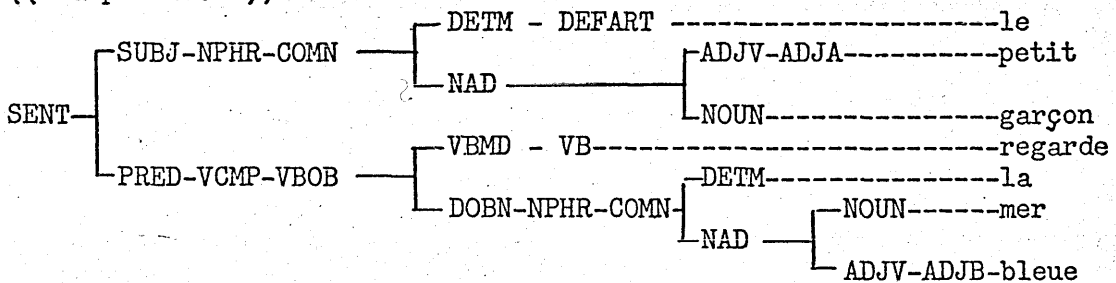 DETM - DEFART ------------------le
SUBJ-NPHR-COMN
ADJV-ADJA----------petit
NAD
SENT
NOUN---------------garçon
VBMD - VB---------------------------regarde
PRED-VCMP-VBOB
DETM---------------la
DOBN-NPHR-COMN
NOUN------mer
NAD
ADJV-ADJB-bleue